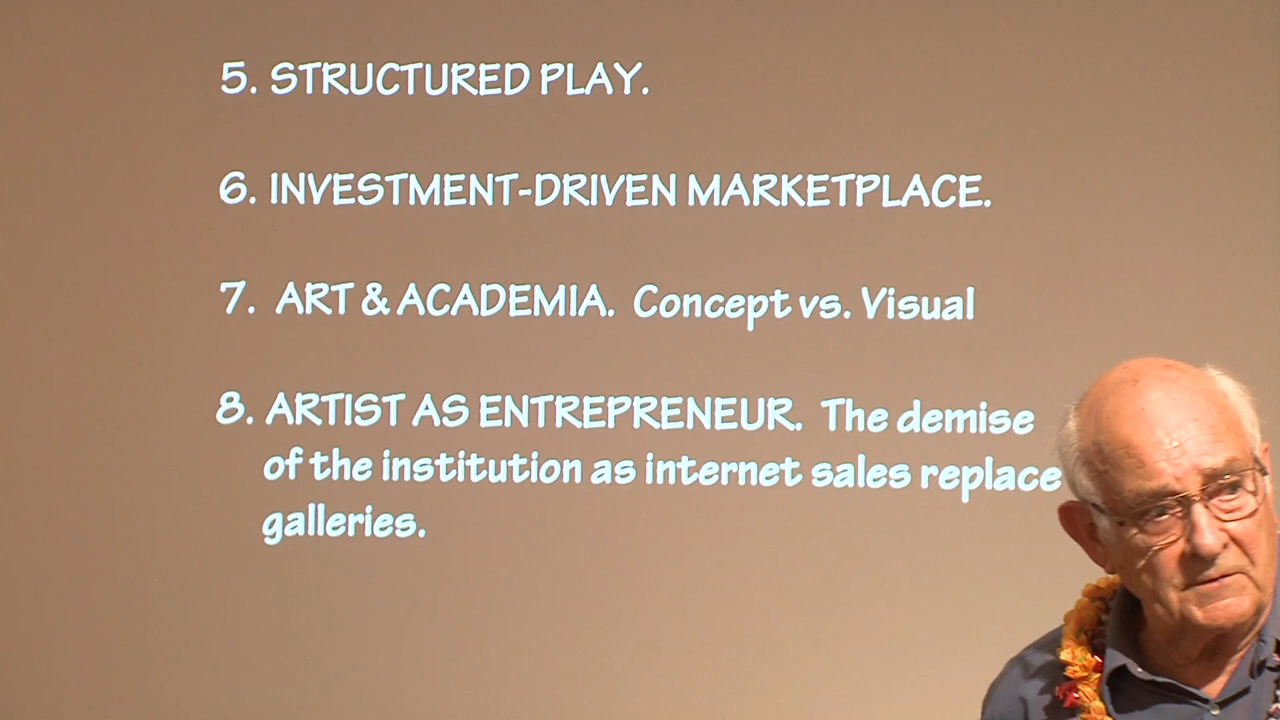 5. STRUCTURED PLAY.
6. INVESTMENT-DRIVEN MARKETPLACE.
7. ART & ACADEMIA. Concept vs. Visual
8. ARTIST AS ENTREPRENEUR. The demise
of the institution as internet sales replace
galleries.